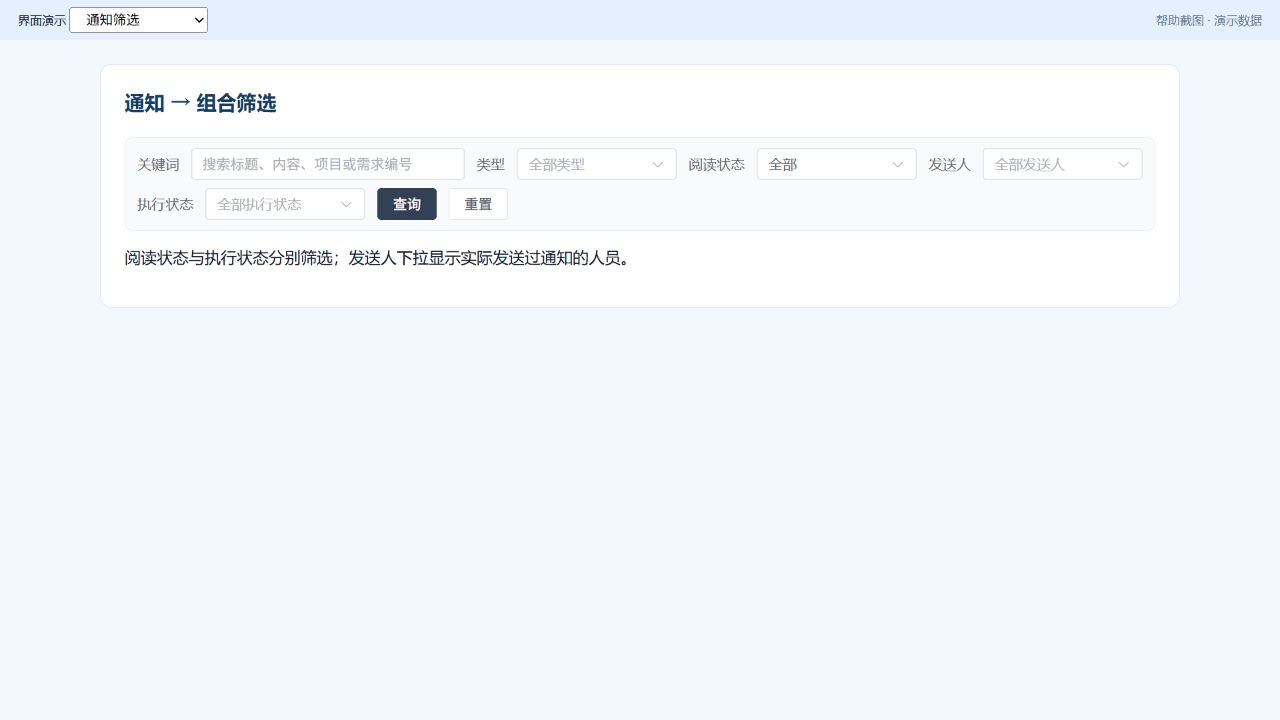 界面演示 通知筛选 帮助截图 · 演示数据
通知 → 组合筛选
关键词 搜索标题、内容、项目或需求编号 类型 全部类型 阅读状态 全部 发送人 全部发送人
执行状态 全部执行状态 查询 重置
阅读状态与执行状态分别筛选；发送人下拉显示实际发送过通知的人员。